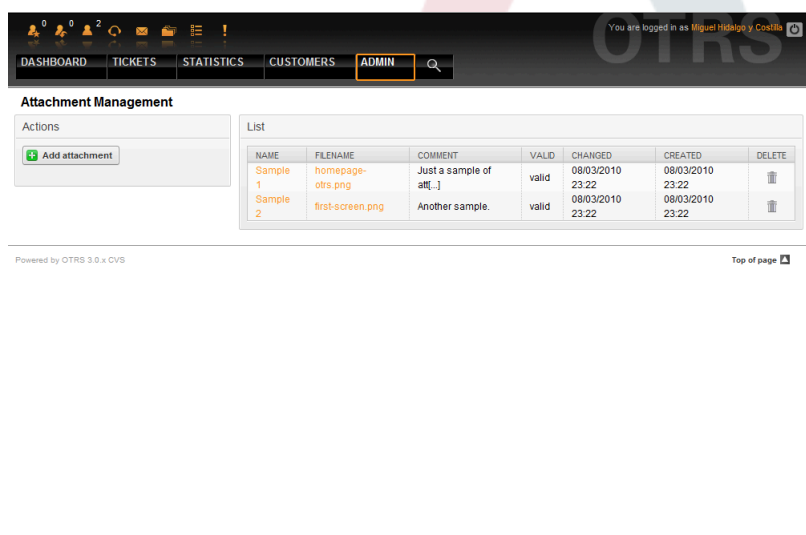 0 0 2
You are logged in as Miguel Hidalgo y Costilla
OTRS
DASHBOARD TICKETS STATISTICS CUSTOMERS ADMIN
Attachment Management
Actions
Add attachment
List
NAME FILENAME COMMENT VALID CHANGED CREATED DELETE
Sample 1 homepage-otrs.png Just a sample of att[...] valid 08/03/2010 23:22 08/03/2010 23:22
Sample 2 first-screen.png Another sample. valid 08/03/2010 23:22 08/03/2010 23:22
Powered by OTRS 3.0.x CVS
Top of page